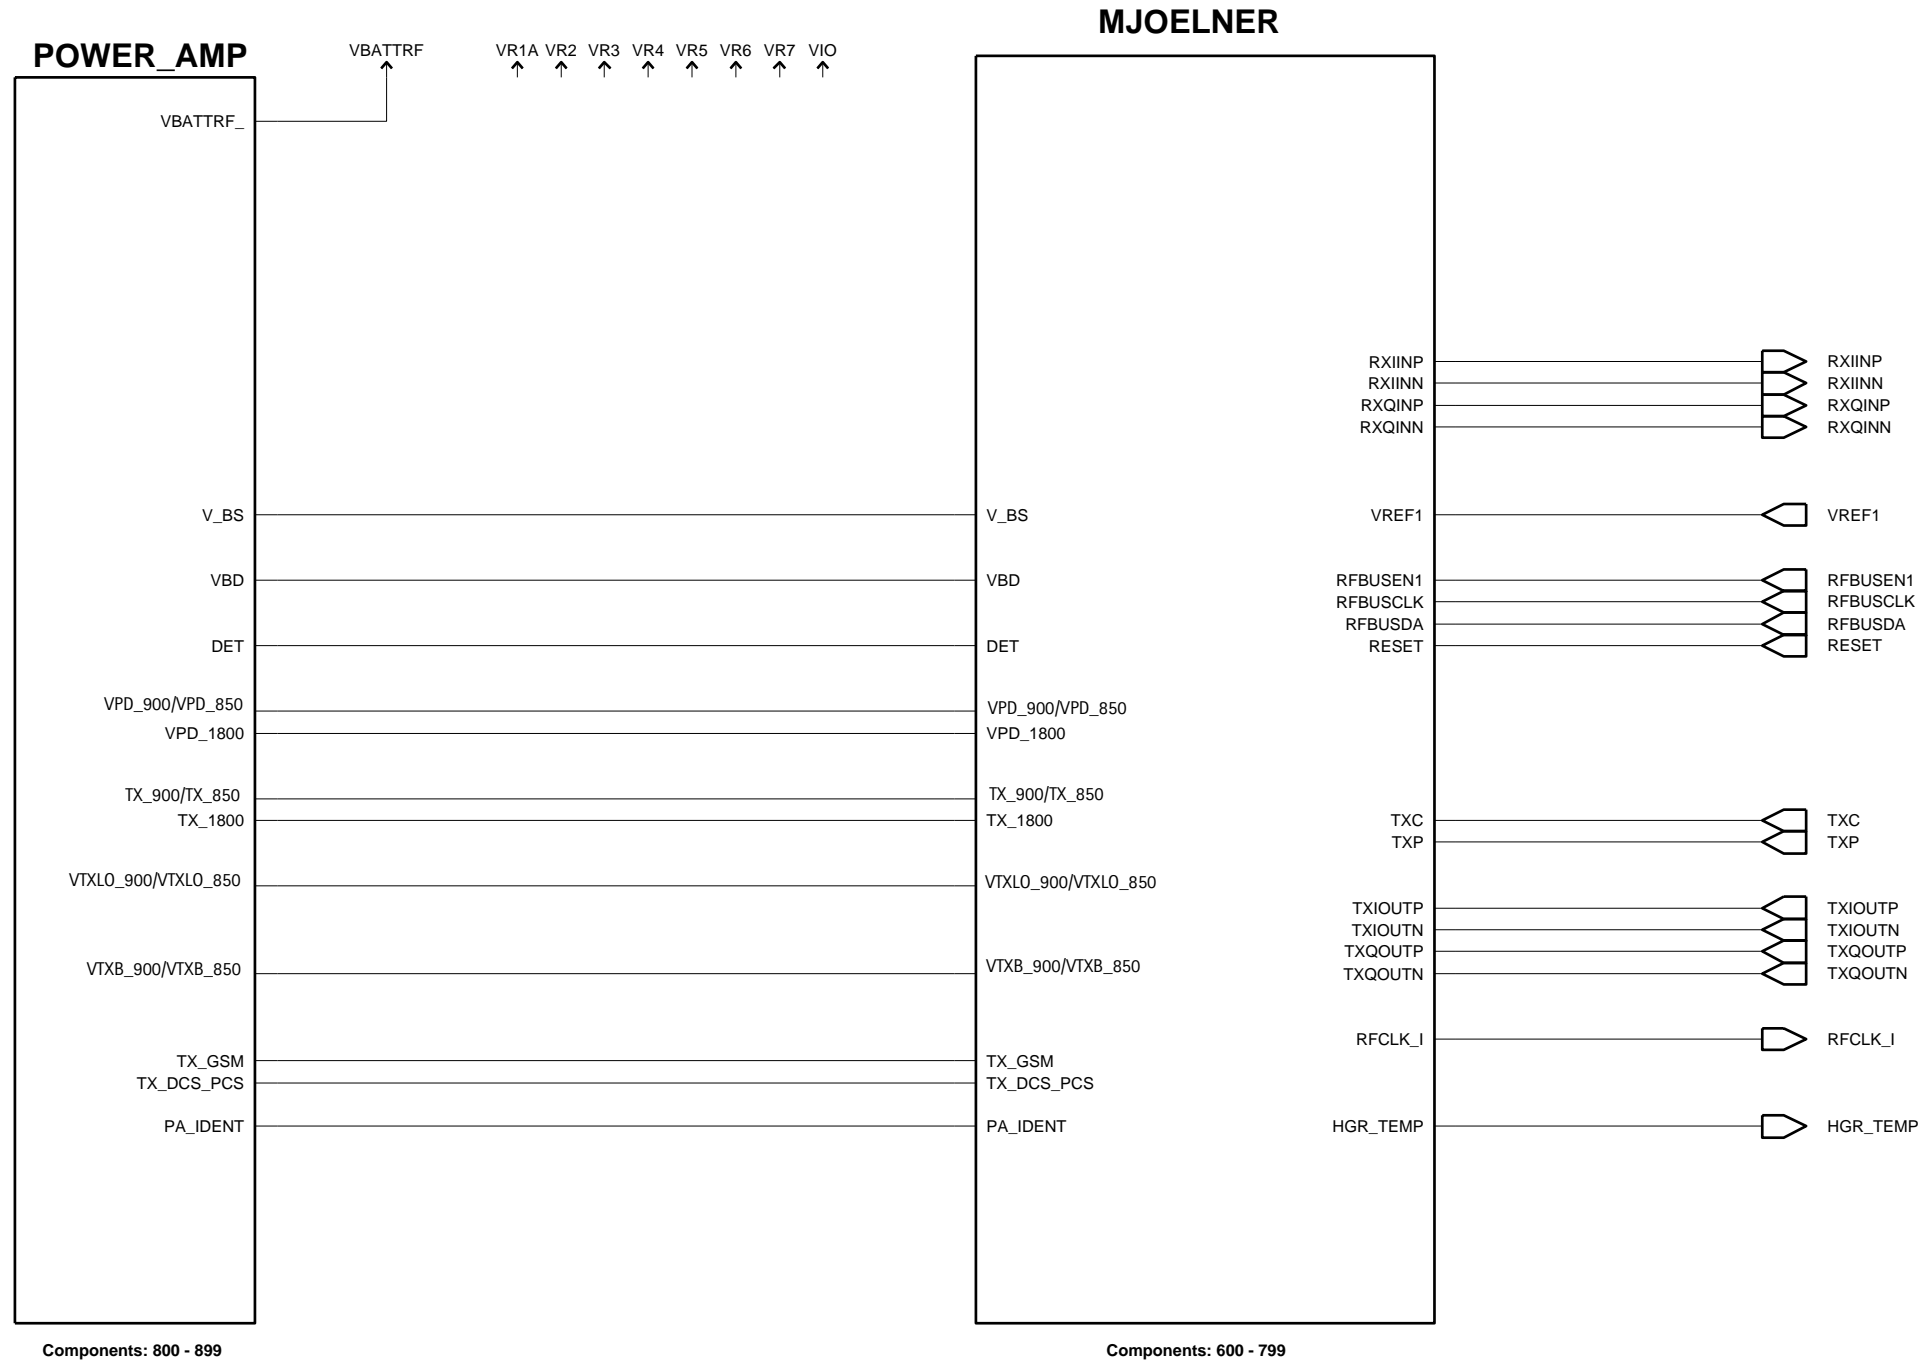 MJOELNER
POWER_AMP
VBATTRF VR1A VR2 VR3 VR4 VR5 VR6 VR7 VIO
VBATTRF_
RXIINP RXIINP
RXIINN RXIINN
RXQINP RXQINP
RXQINN RXQINN
V_BS V_BS VREF1 VREF1
VBD VBD RFBUSEN1 RFBUSEN1
RFBUSCLK RFBUSCLK
RFBUSDA RFBUSDA
DET DET RESET RESET
VPD_900/VPD_850 VPD_900/VPD_850
VPD_1800 VPD_1800
TX_900/TX_850 TX_900/TX_850
TX_1800 TX_1800 TXC TXC
TXP TXP
VTXLO_900/VTXLO_850 VTXLO_900/VTXLO_850
TXIOUTP TXIOUTP
TXIOUTN TXIOUTN
TXQOUTP TXQOUTP
VTXB_900/VTXB_850 VTXB_900/VTXB_850 TXQOUTN TXQOUTN
RFCLK_I RFCLK_I
TX_GSM TX_GSM
TX_DCS_PCS TX_DCS_PCS
PA_IDENT PA_IDENT HGR_TEMP HGR_TEMP
Components: 800 - 899 Components: 600 - 799